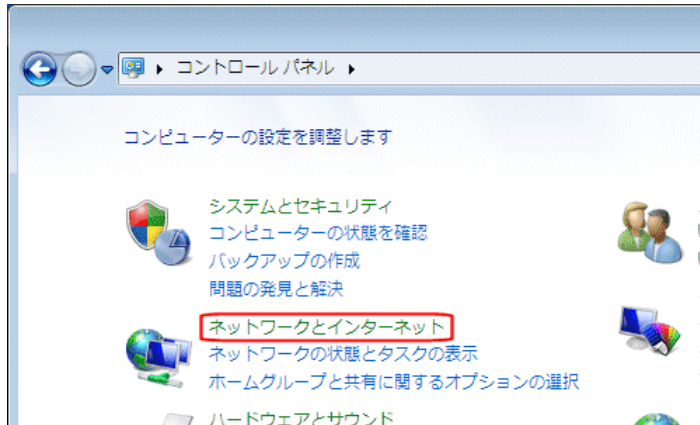 コントロール パネル
コンピューターの設定を調整します
システムとセキュリティ
コンピューターの状態を確認
バックアップの作成
問題の発見と解決
ネットワークとインターネット
ネットワークの状態とタスクの表示
ホームグループと共有に関するオプションの選択
ハードウェアとサウンド